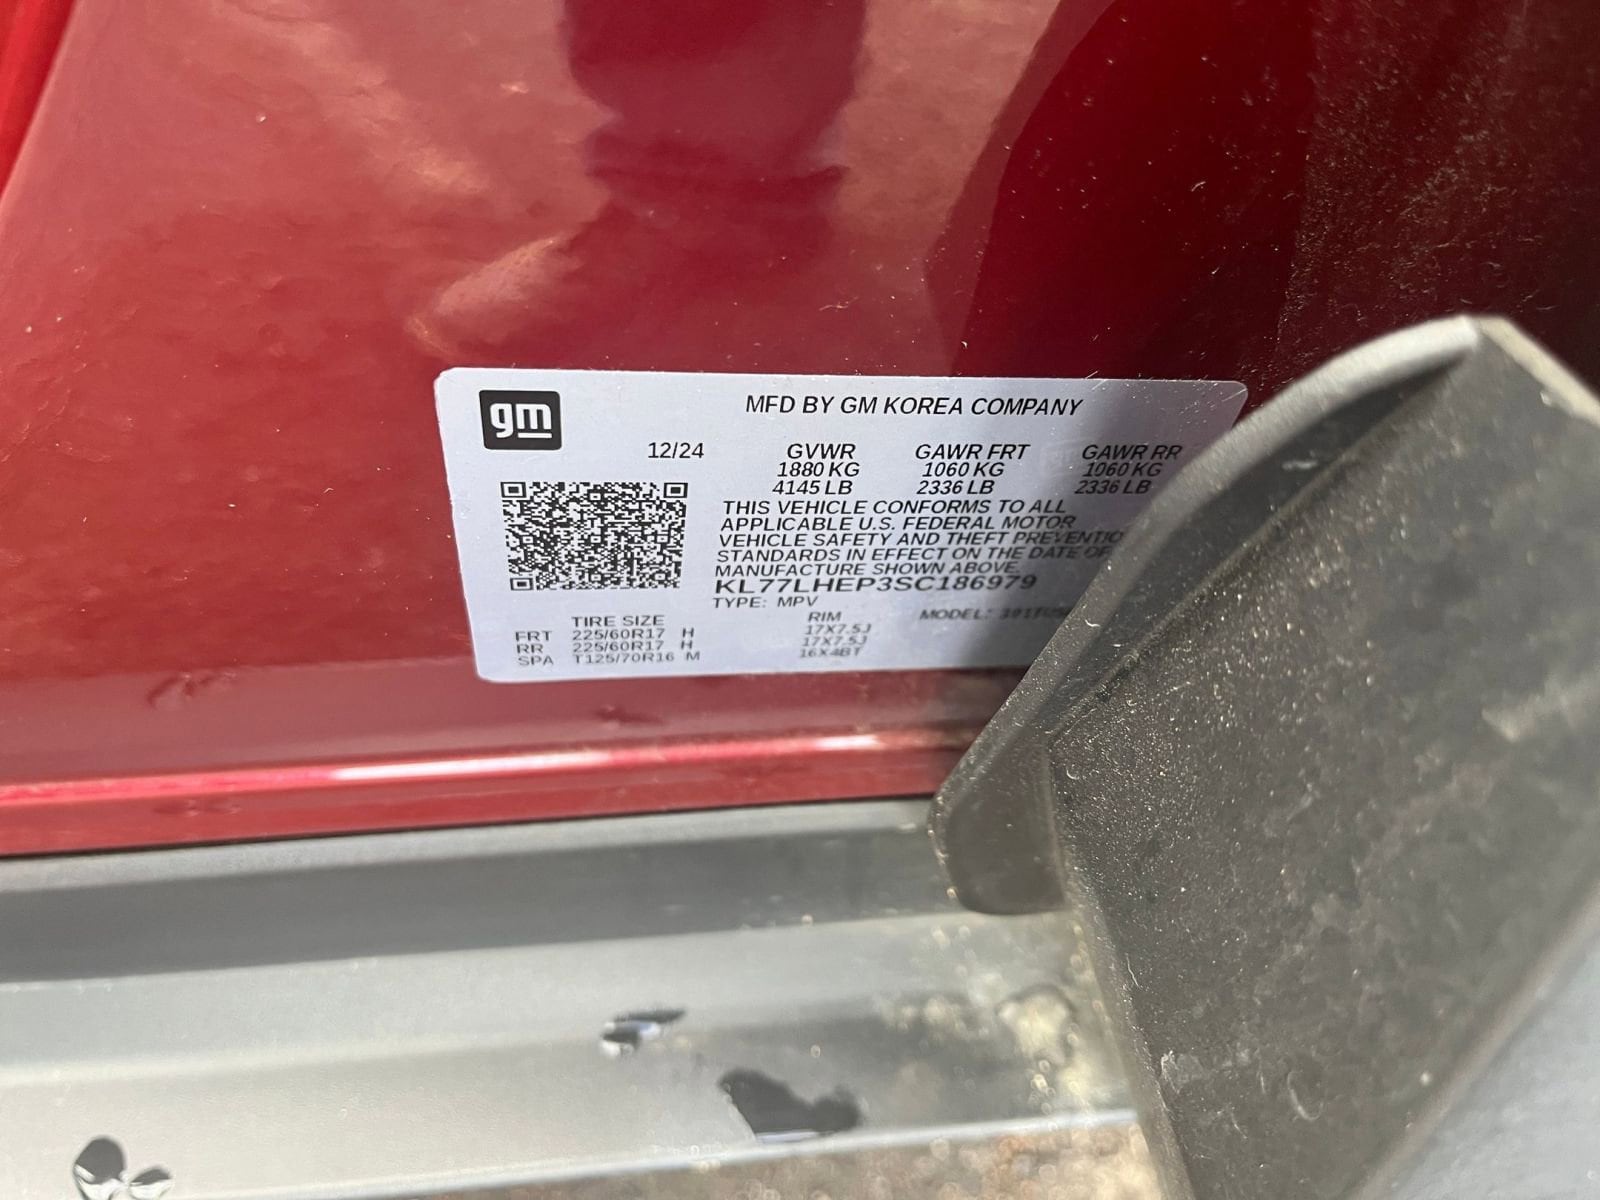 gm
MFD BY GM KOREA COMPANY
12/24 GVWR GAWR FRT GAWR RR
1880 KG 1060 KG 1060 KG
4145 LB 2336 LB 2336 LB
THIS VEHICLE CONFORMS TO ALL
APPLICABLE U.S. FEDERAL MOTOR
VEHICLE SAFETY AND THEFT PREVENTIO
STANDARDS IN EFFECT ON THE DATE OF
MANUFACTURE SHOWN ABOVE.
KL77LHEP3SC186979
TYPE: MPV
TIRE SIZE RIM MODEL:
FRT 225/60R17 H 17X7.5J
RR 225/60R17 H 17X7.5J
SPA T125/70R16 M 16X4BT